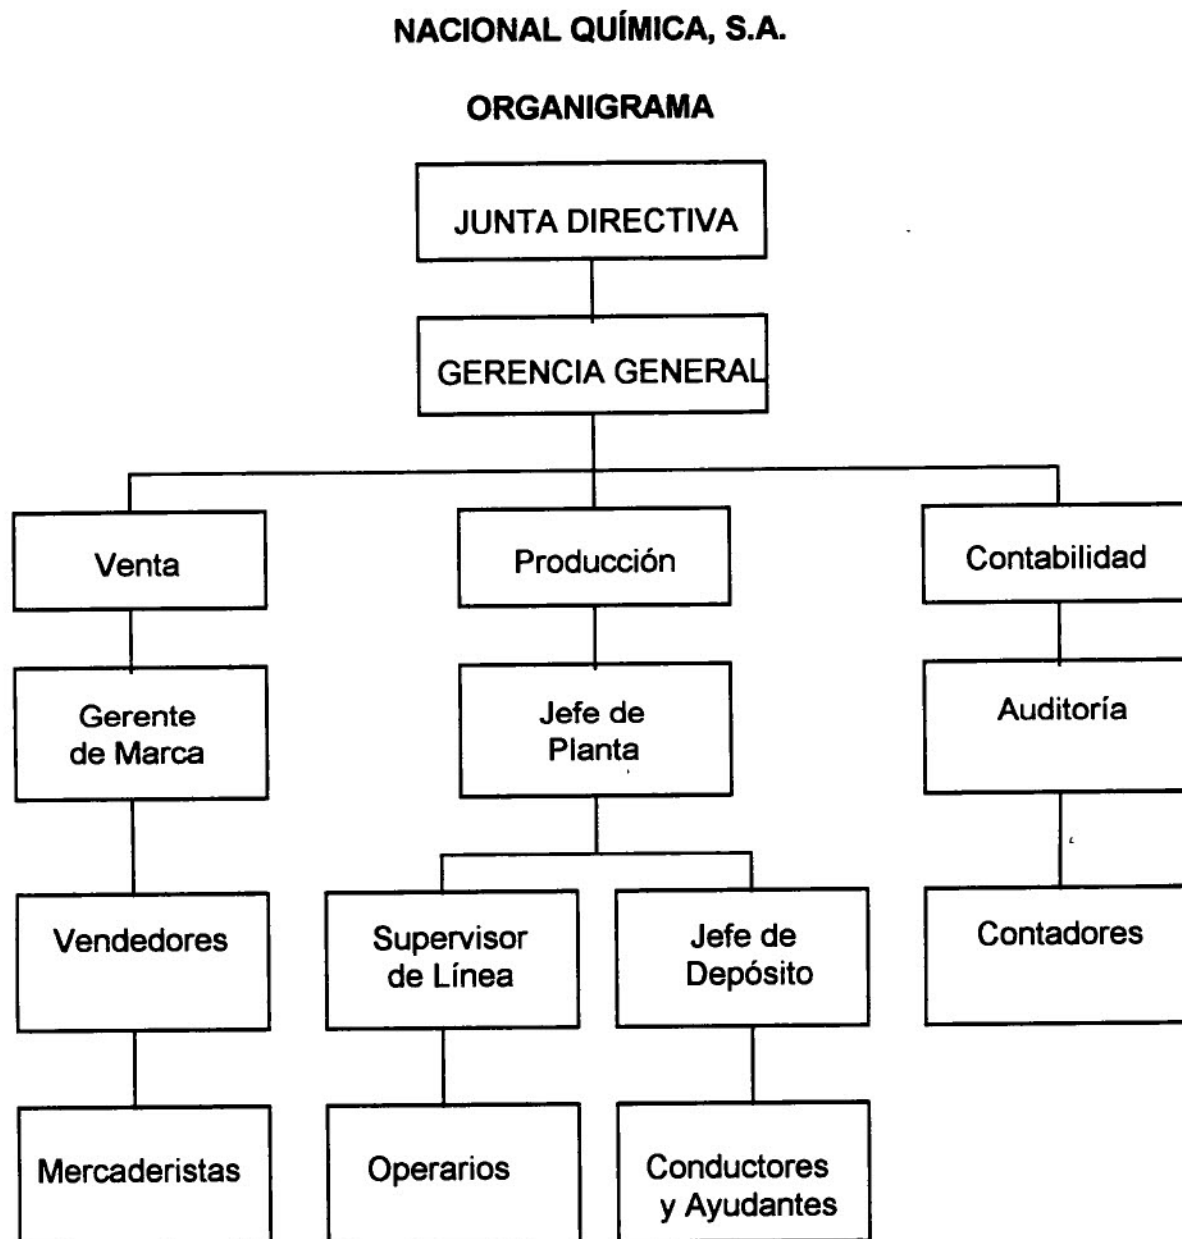 NACIONAL QUÍMICA, S.A.
ORGANIGRAMA
JUNTA DIRECTIVA
GERENCIA GENERAL
Venta
Producción
Contabilidad
Gerente
de Marca
Jefe de
Planta
Auditoría
Vendedores
Supervisor
de Línea
Jefe de
Depósito
Contadores
Mercaderistas
Operarios
Conductores
y Ayudantes